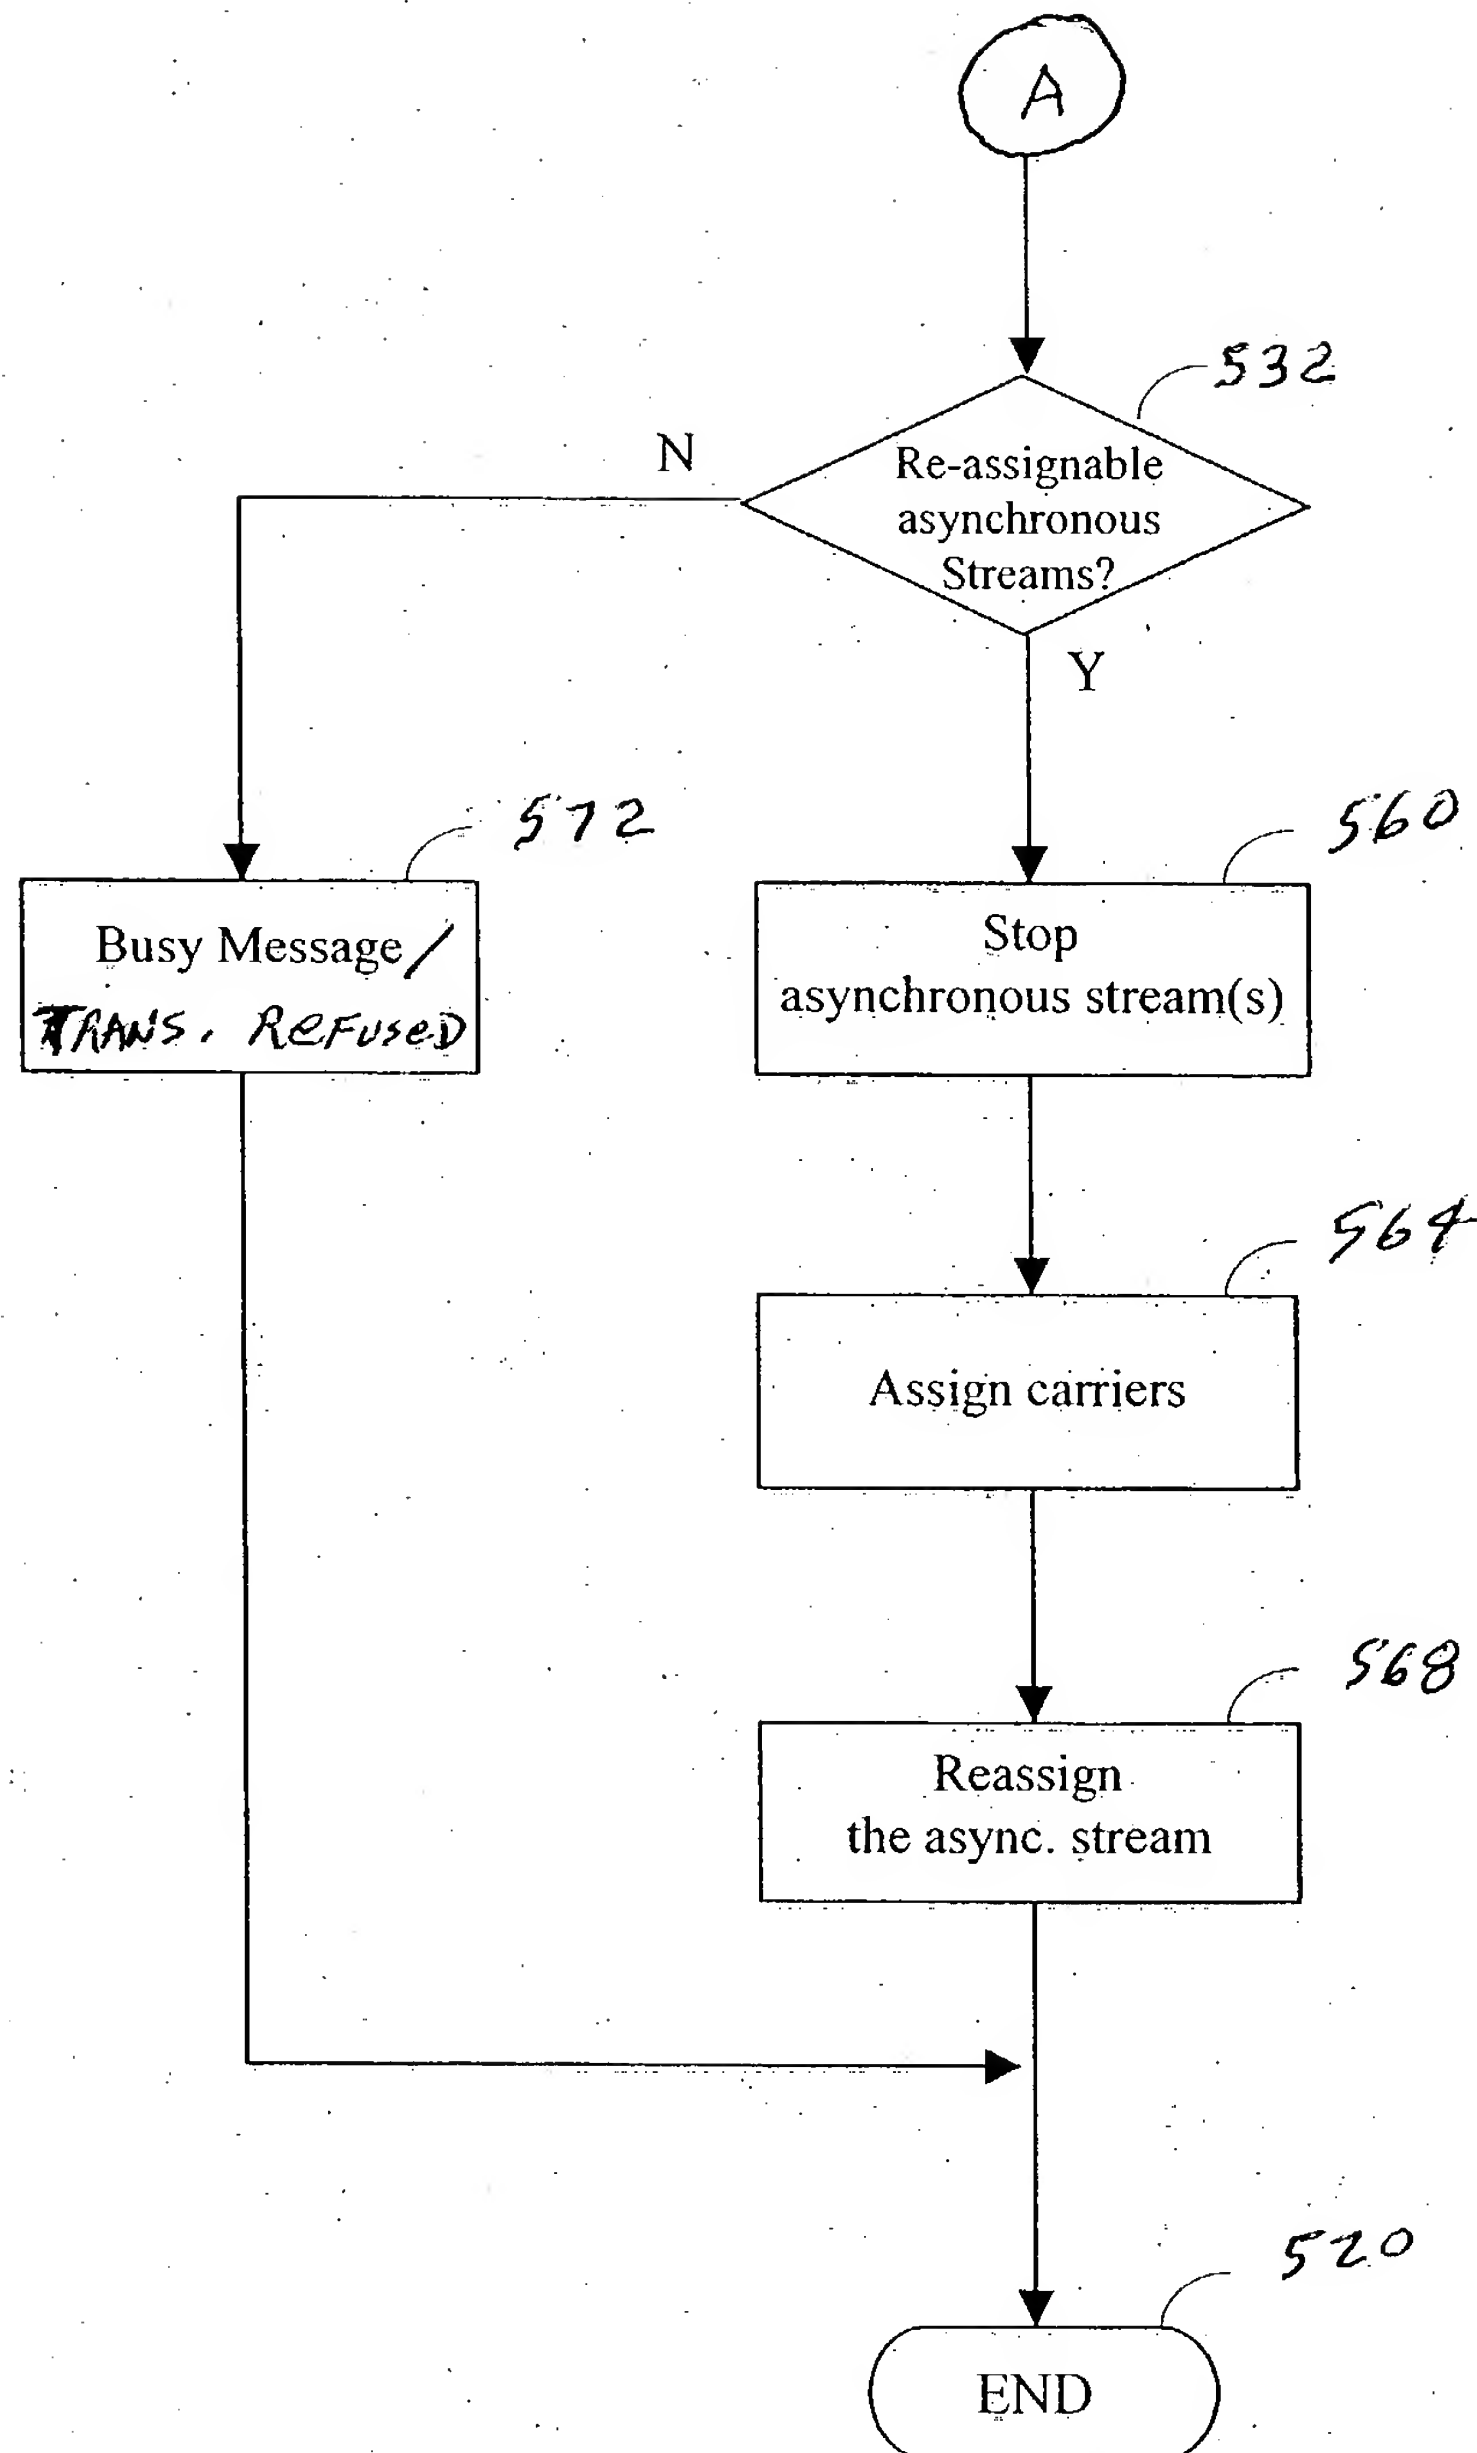 A
532
N
Re-assignable
asynchronous
Streams?
Y
572
560
Busy Message /
TRANS. REFUSED
Stop
asynchronous stream(s)
564
Assign carriers
568
Reassign
the async. stream
520
END